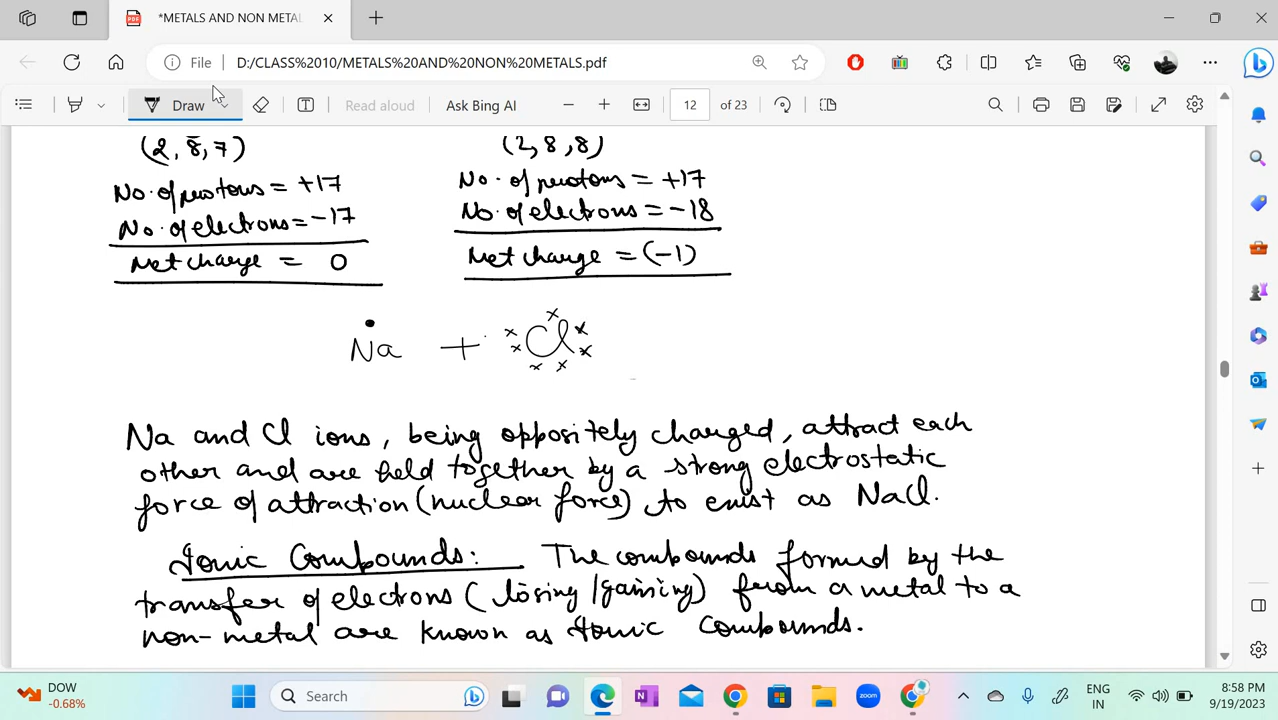 *METALS AND NON METAL
File
D:/CLASS%2010/METALS%20AND%20NON%20METALS.pdf
Draw
Read aloud
Ask Bing AI
12 of 23
(2, 8, 7) (2, 8, 8)
No. of protons = +17 No. of protons = +17
No. of electrons = -17 No. of electrons = -18
Net charge = 0 Net charge = (-1)
Na + Cl
Na and Cl ions, being oppositely charged, attract each
other and are held together by a strong electrostatic
force of attraction (nuclear force) to exist as NaCl.
Ionic Compounds: The compounds formed by the
transfer of electrons (losing/gaining) from a metal to a
non-metal are known as Ionic Compounds.
DOW
-0.68%
Search
ENG
IN
8:58 PM
9/19/2023